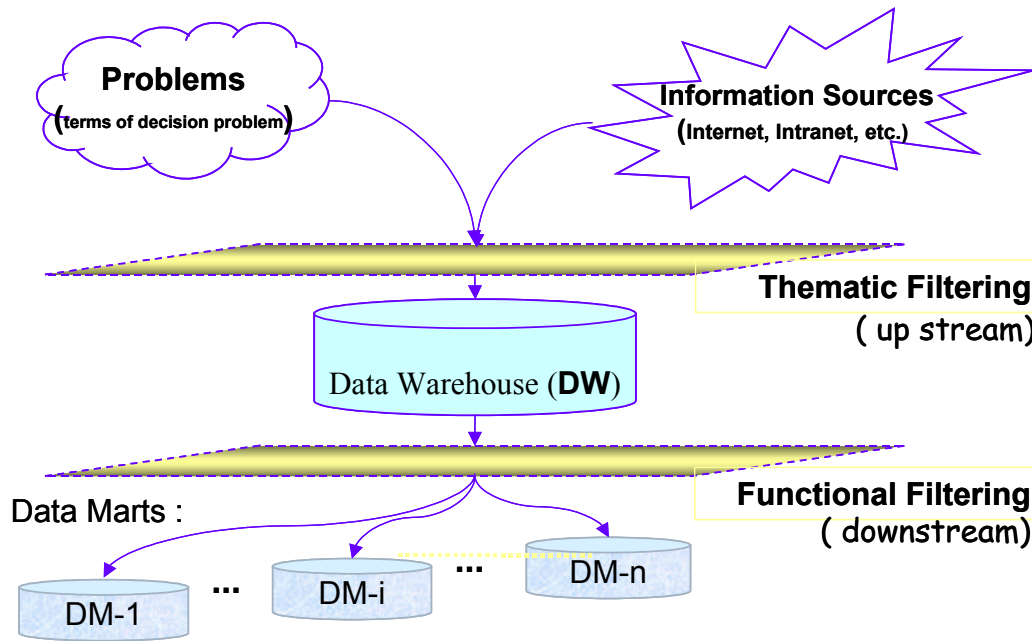 Problems
(terms of decision problem)
Information Sources
(Internet, Intranet, etc.)
Thematic Filtering
( up stream)
Data Warehouse (DW)
Functional Filtering
( downstream)
Data Marts :
DM-1
...
DM-i
...
DM-n